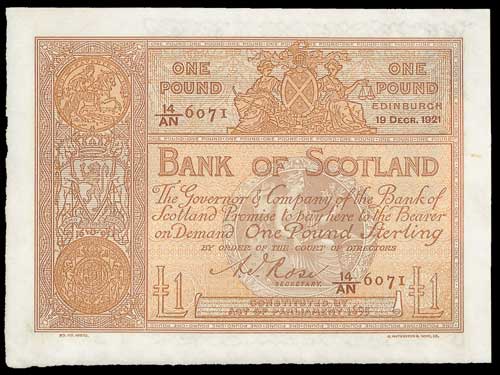 ONE POUND
ONE POUND
14/AN 6071
EDINBURGH
19 DECR. 1921
BANK OF SCOTLAND
The Governor & Company of the Bank of
Scotland Promise to pay here to the Bearer
on Demand One Pound Sterling
BY ORDER OF THE COURT OF DIRECTORS
A. J. Rose
SECRETARY.
14/AN 6071
£1
£1
CONSTITUTED BY
ACT OF PARLIAMENT 1695